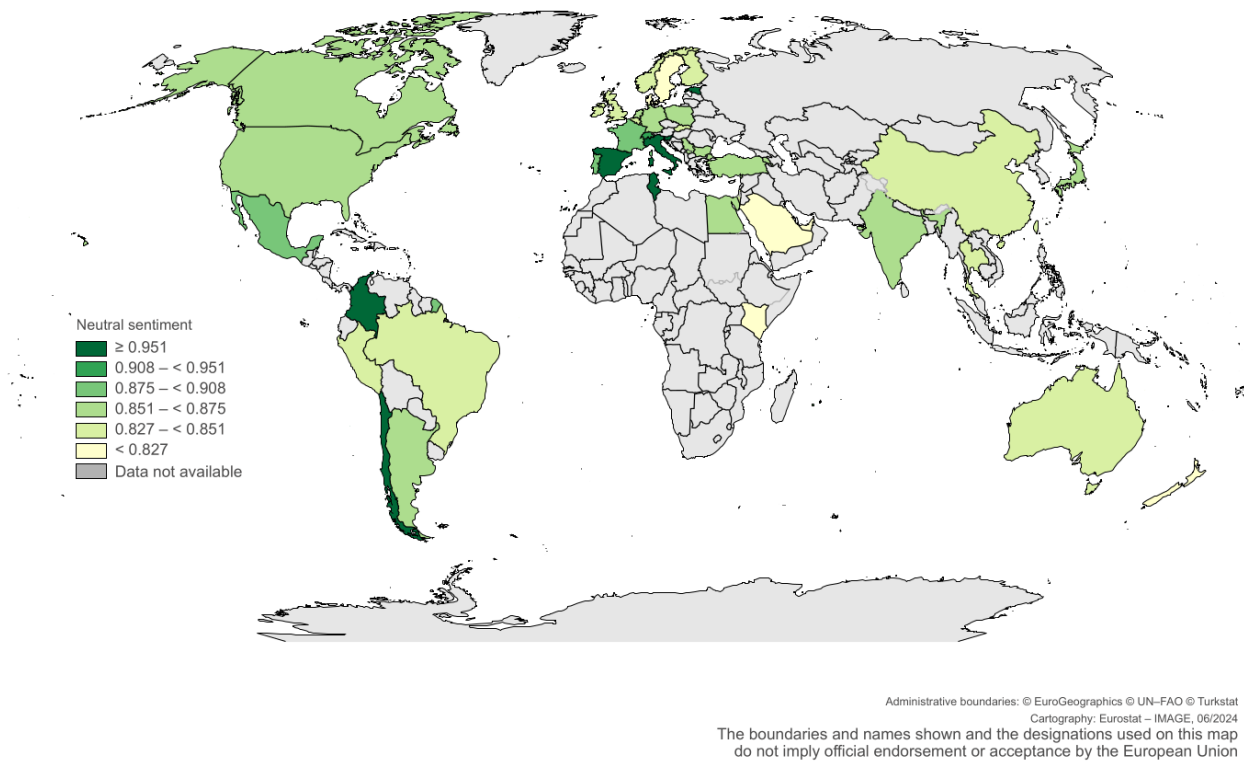 Neutral sentiment
≥ 0.951
0.908 – < 0.951
0.875 – < 0.908
0.851 – < 0.875
0.827 – < 0.851
< 0.827
Data not available
Administrative boundaries: © EuroGeographics © UN–FAO © Turkstat
Cartography: Eurostat – IMAGE, 06/2024
The boundaries and names shown and the designations used on this map
do not imply official endorsement or acceptance by the European Union